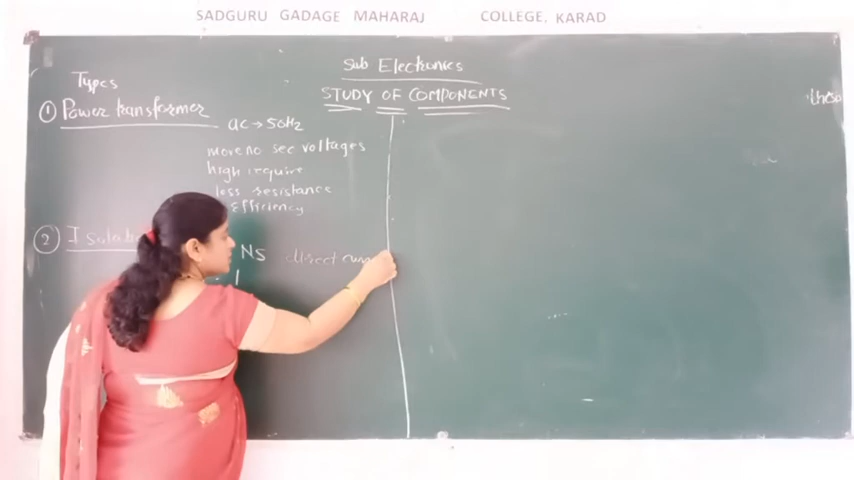 SADGURU GADAGE MAHARAJ COLLEGE, KARAD
Sub Electronics
STUDY OF COMPONENTS
Types
① Power transformer
ac → 50Hz
more no sec voltages
high require
less resistance
efficiency
②
NS direct